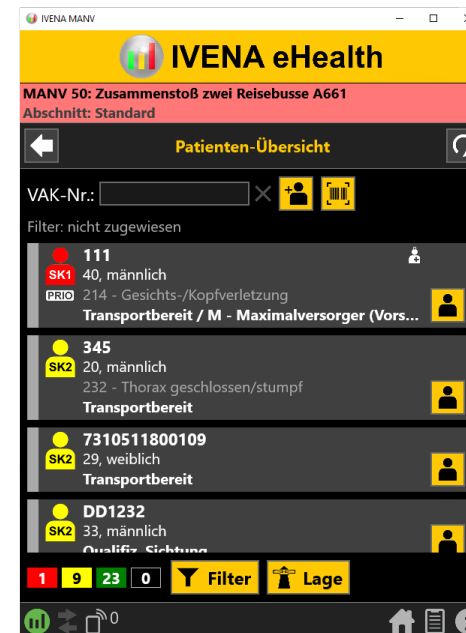 IVENA MANV
IVENA eHealth
MANV 50: Zusammenstoß zwei Reisebusse A661
Abschnitt: Standard
Patienten-Übersicht
VAK-Nr.:
Filter: nicht zugewiesen
111
SK1 40, männlich
PRIO 214 - Gesichts-/Kopfverletzung
Transportbereit / M - Maximalversorger (Vors...
345
SK2 20, männlich
232 - Thorax geschlossen/stumpf
Transportbereit
7310511800109
SK2 29, weiblich
Transportbereit
DD1232
SK2 33, männlich
Qualifiz. Sichtung
1 9 23 0 Filter Lage
0